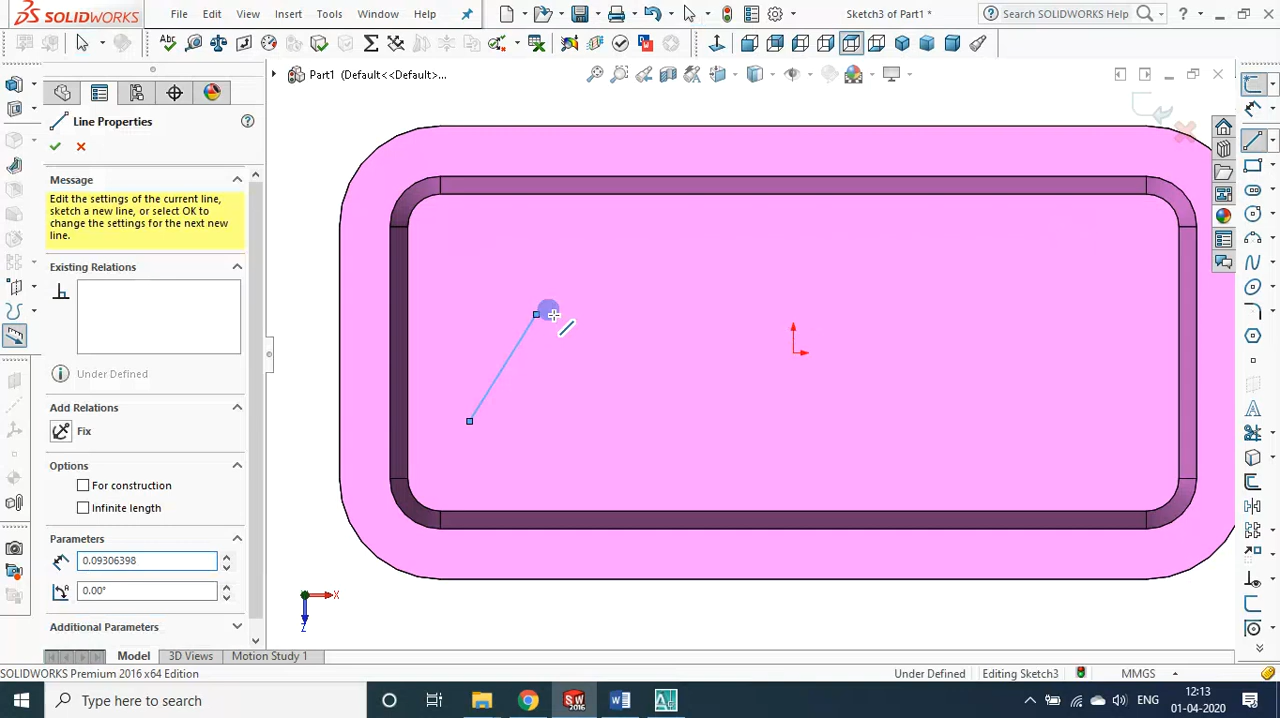 SOLIDWORKS
File
Edit
View
Insert
Tools
Window
Help
Sketch3 of Part1 *
Search SOLIDWORKS Help
?
Abc
Part1 (Default<<Default>...
Line Properties
?
Message
Edit the settings of the current line,
sketch a new line, or select OK to
change the settings for the next new
line.
Existing Relations
Under Defined
Add Relations
Fix
Options
For construction
Infinite length
Parameters
0.09306398
0.00°
Additional Parameters
X
Z
Model
3D Views
Motion Study 1
SOLIDWORKS Premium 2016 x64 Edition
Under Defined
Editing Sketch3
MMGS
Type here to search
SW
2016
ENG
12:13
01-04-2020